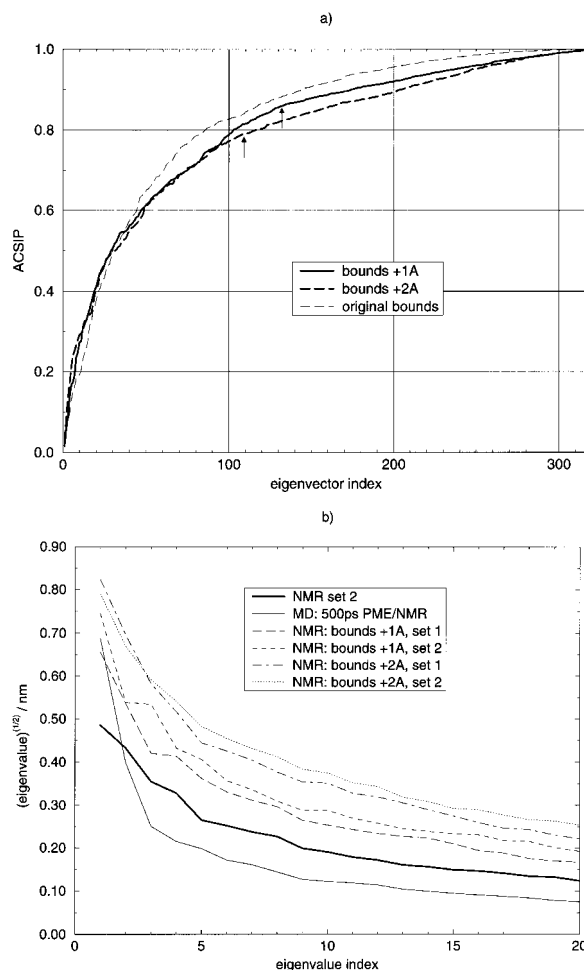 a)
1.0
0.8
0.6
0.4
0.2
0.0
ACSIP
bounds +1A
bounds +2A
original bounds
0
100
200
300
eigenvector index
b)
0.90
0.80
0.70
0.60
0.50
0.40
0.30
0.20
0.10
0.00
(eigenvalue)^(1/2) / nm
NMR set 2
MD: 500ps PME/NMR
NMR: bounds +1A, set 1
NMR: bounds +1A, set 2
NMR: bounds +2A, set 1
NMR: bounds +2A, set 2
0
5
10
15
20
eigenvalue index